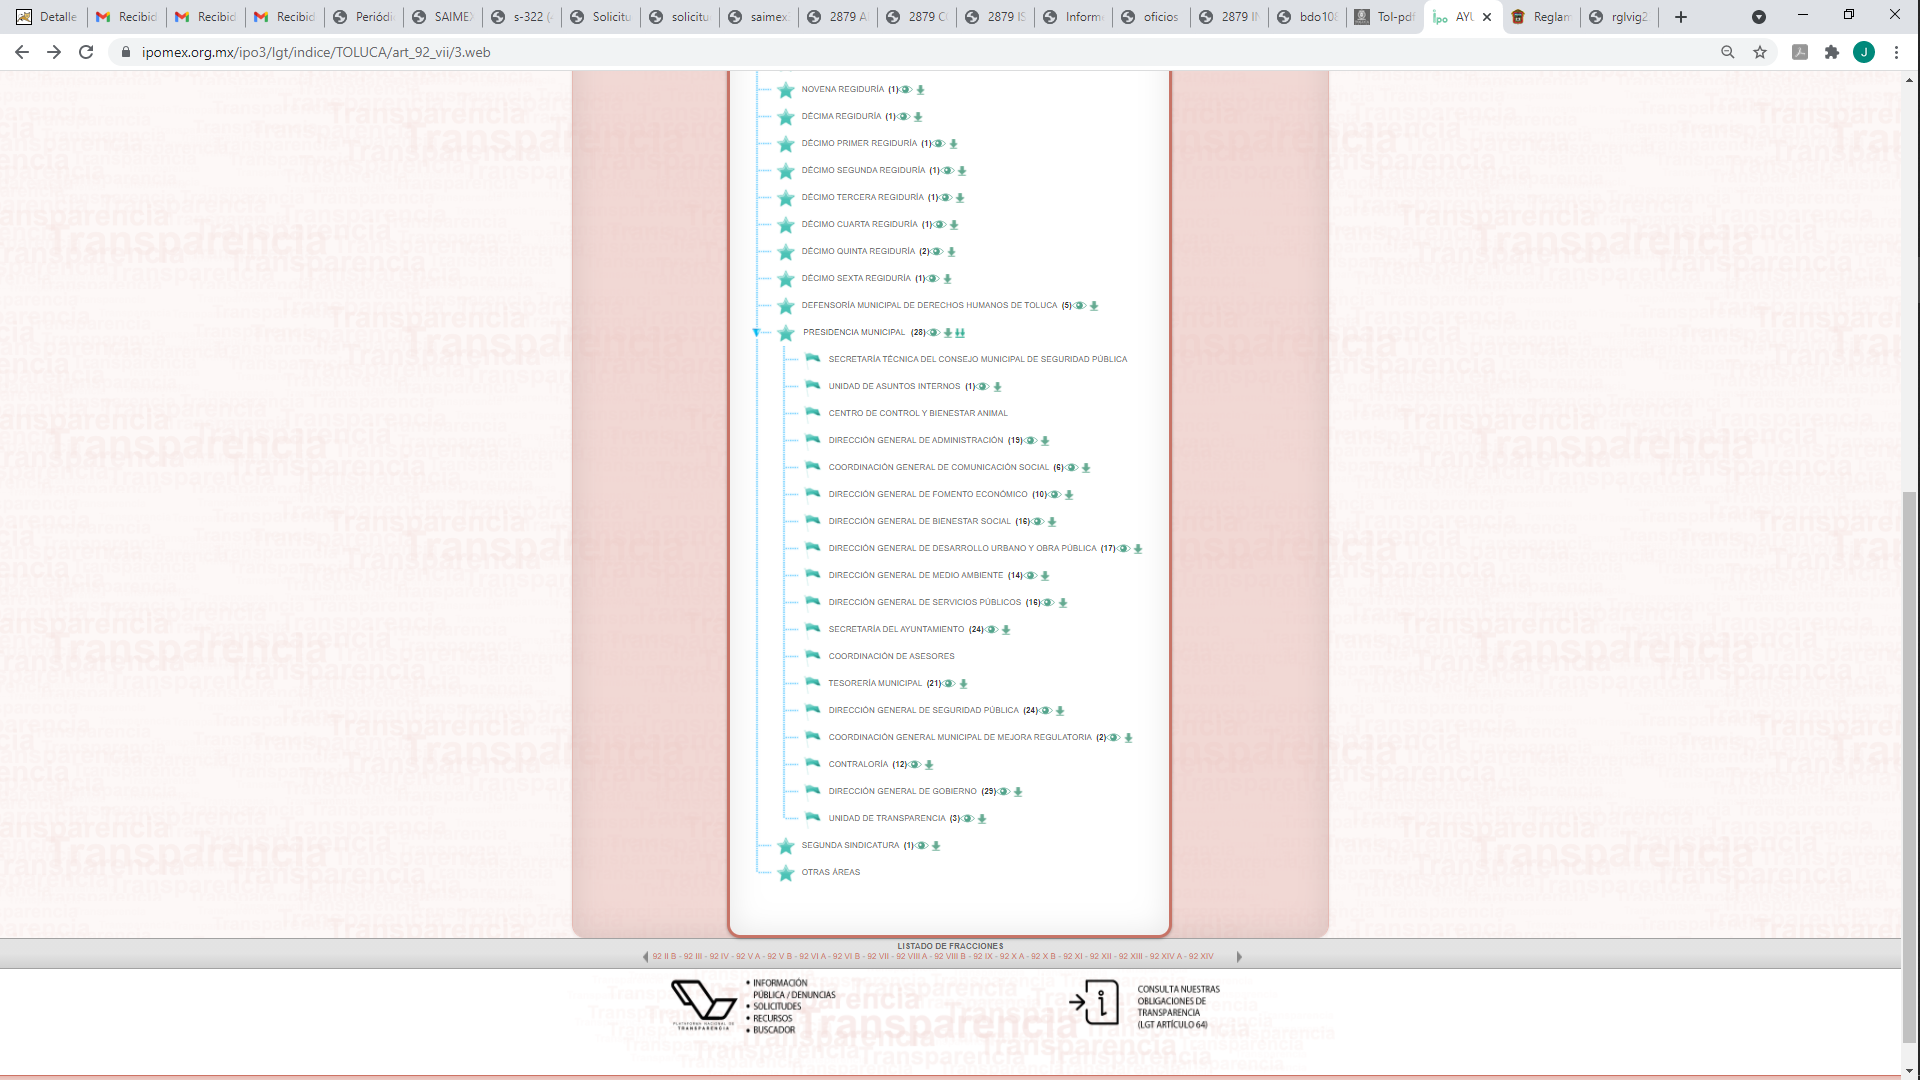 Detalle
Recibid
Recibid
Recibid
Periódi
SAIMEX
s-322 (
Solicitu
solicitu
saimex
2879 A
2879 C
2879 IS
Inform
oficios
2879 I
bdo108
Tol-pdf
AYU
Reglam
rglvig2
ipomex.org.mx/ipo3/lgt/indice/TOLUCA/art_92_vii/3.web
J
NOVENA REGIDURÍA (1)
DÉCIMA REGIDURÍA (1)
DÉCIMO PRIMER REGIDURÍA (1)
DÉCIMO SEGUNDA REGIDURÍA (1)
DÉCIMO TERCERA REGIDURÍA (1)
DÉCIMO CUARTA REGIDURÍA (1)
DÉCIMO QUINTA REGIDURÍA (2)
DÉCIMO SEXTA REGIDURÍA (1)
DEFENSORÍA MUNICIPAL DE DERECHOS HUMANOS DE TOLUCA (5)
PRESIDENCIA MUNICIPAL (28)
SECRETARÍA TÉCNICA DEL CONSEJO MUNICIPAL DE SEGURIDAD PÚBLICA
UNIDAD DE ASUNTOS INTERNOS (1)
CENTRO DE CONTROL Y BIENESTAR ANIMAL
DIRECCIÓN GENERAL DE ADMINISTRACIÓN (19)
COORDINACIÓN GENERAL DE COMUNICACIÓN SOCIAL (6)
DIRECCIÓN GENERAL DE FOMENTO ECONÓMICO (10)
DIRECCIÓN GENERAL DE BIENESTAR SOCIAL (16)
DIRECCIÓN GENERAL DE DESARROLLO URBANO Y OBRA PÚBLICA (17)
DIRECCIÓN GENERAL DE MEDIO AMBIENTE (14)
DIRECCIÓN GENERAL DE SERVICIOS PÚBLICOS (16)
SECRETARÍA DEL AYUNTAMIENTO (24)
COORDINACIÓN DE ASESORES
TESORERÍA MUNICIPAL (21)
DIRECCIÓN GENERAL DE SEGURIDAD PÚBLICA (24)
COORDINACIÓN GENERAL MUNICIPAL DE MEJORA REGULATORIA (2)
CONTRALORÍA (12)
DIRECCIÓN GENERAL DE GOBIERNO (29)
UNIDAD DE TRANSPARENCIA (3)
SEGUNDA SINDICATURA (1)
OTRAS ÁREAS
LISTADO DE FRACCIONES
92 II B - 92 III - 92 IV - 92 V A - 92 V B - 92 VI A - 92 VI B - 92 VII - 92 VIII A - 92 VIII B - 92 IX - 92 X A - 92 X B - 92 XI - 92 XII - 92 XIII - 92 XIV A - 92 XIV
PLATAFORMA NACIONAL DE
TRANSPARENCIA
• INFORMACIÓN
PÚBLICA / DENUNCIAS
• SOLICITUDES
• RECURSOS
• BUSCADOR
CONSULTA NUESTRAS
OBLIGACIONES DE
TRANSPARENCIA
(LGT ARTÍCULO 64)
Transparencia